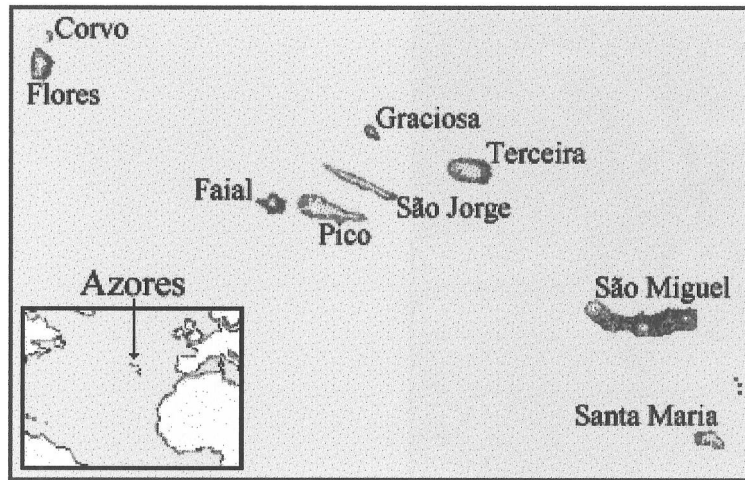 Corvo
Flores
Graciosa
Terceira
Faial
São Jorge
Pico
Azores
São Miguel
Santa Maria